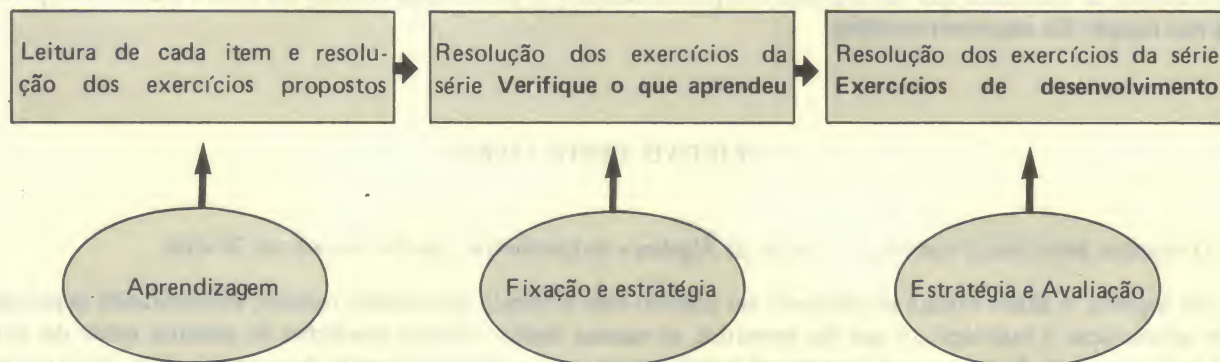 Leitura de cada item e resolu-
ção dos exercícios propostos
Resolução dos exercícios da
série Verifique o que aprendeu
Resolução dos exercícios da série
Exercícios de desenvolvimento
Aprendizagem
Fixação e estratégia
Estratégia e Avaliação